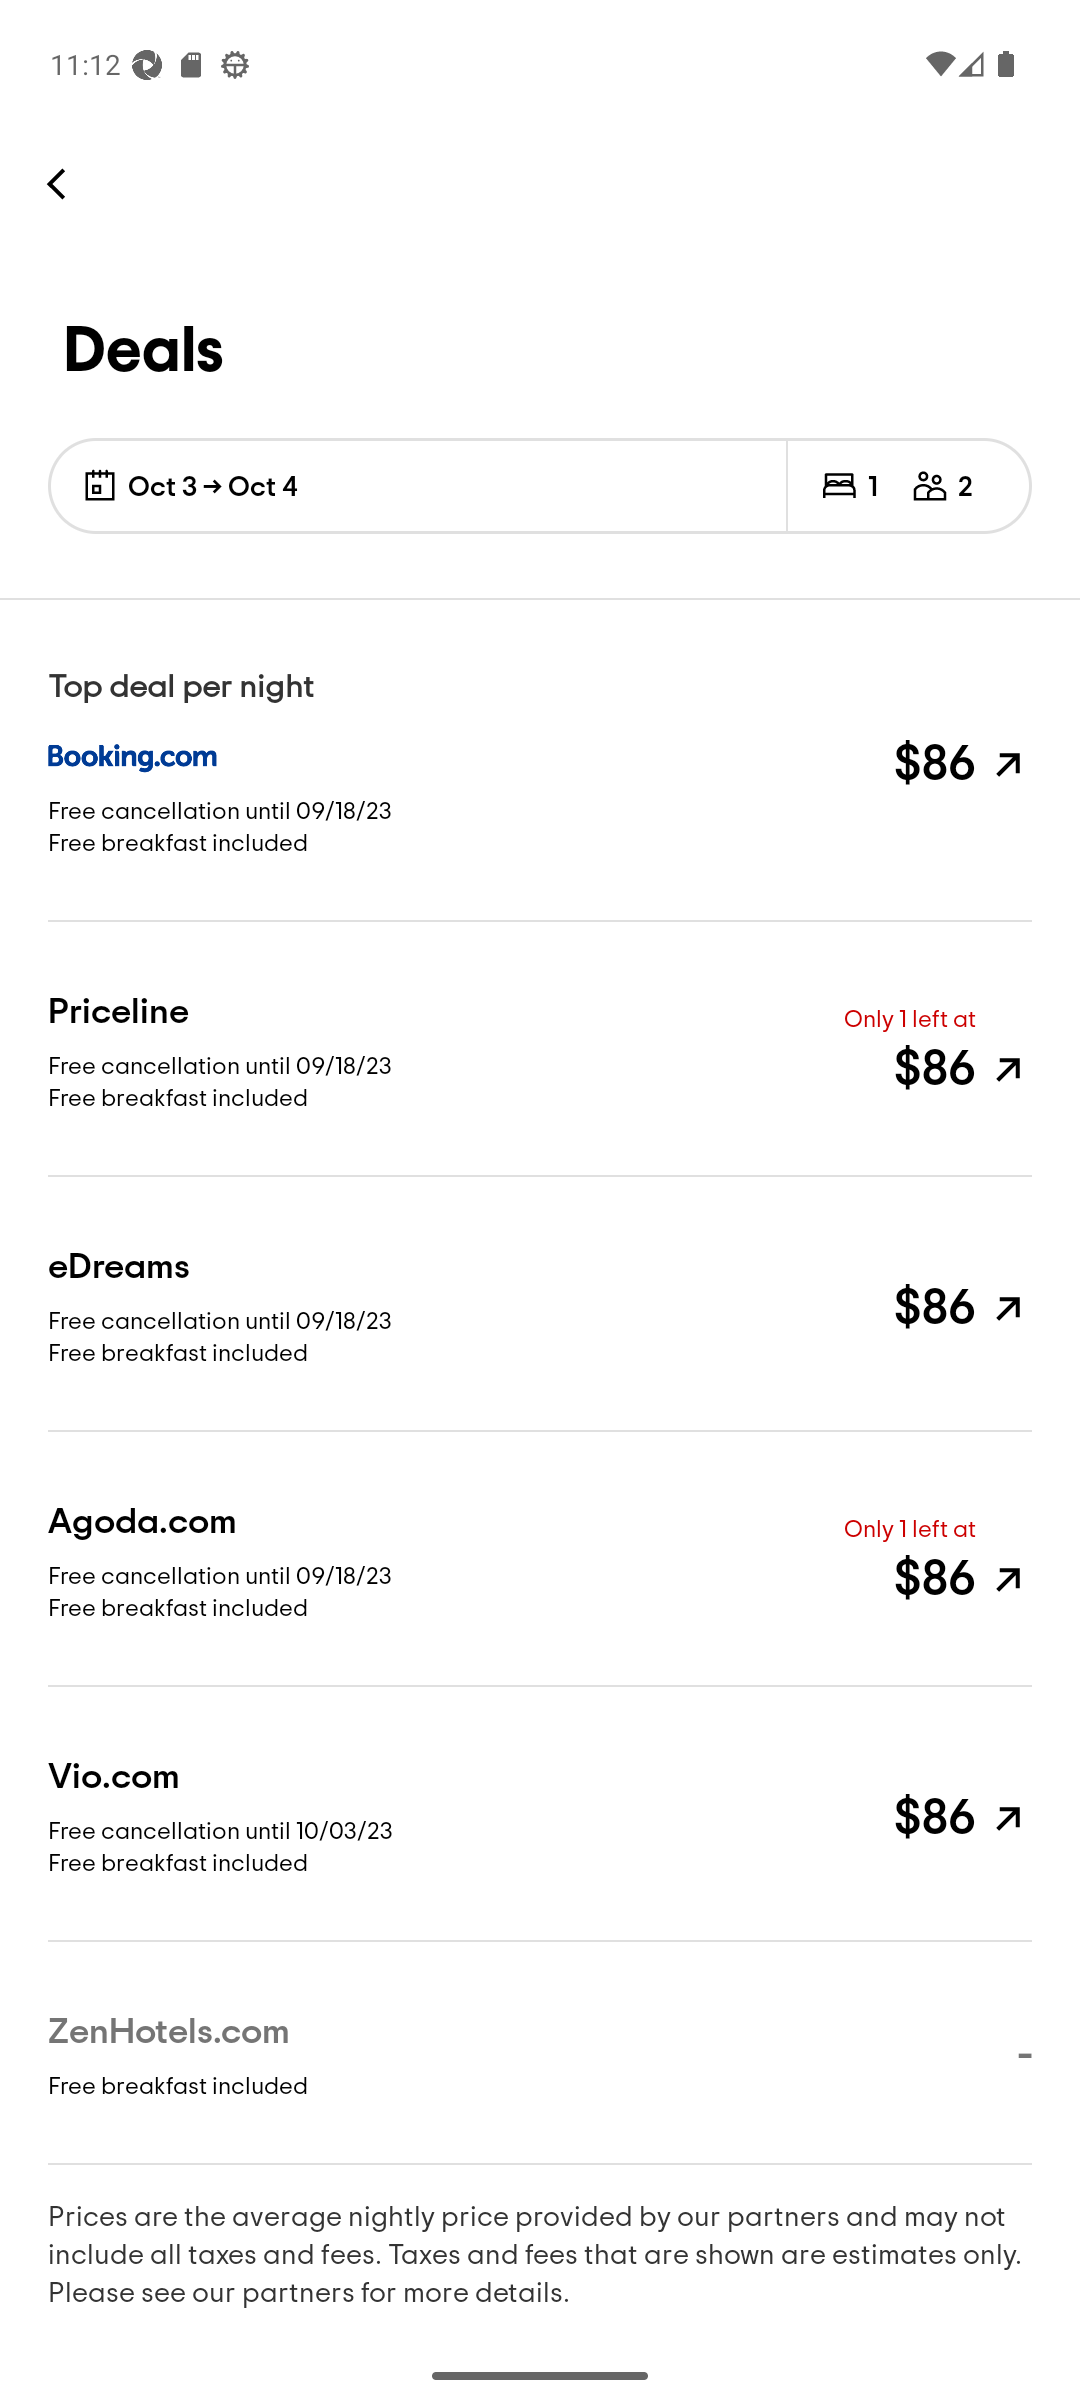 11:12
Deals
Oct 3 → Oct 4
1
2
Top deal per night
Booking.com
$86
Free cancellation until 09/18/23
Free breakfast included
Priceline
Only 1 left at
$86
Free cancellation until 09/18/23
Free breakfast included
eDreams
$86
Free cancellation until 09/18/23
Free breakfast included
Agoda.com
Only 1 left at
$86
Free cancellation until 09/18/23
Free breakfast included
Vio.com
$86
Free cancellation until 10/03/23
Free breakfast included
ZenHotels.com
-
Free breakfast included
Prices are the average nightly price provided by our partners and may not
include all taxes and fees. Taxes and fees that are shown are estimates only.
Please see our partners for more details.